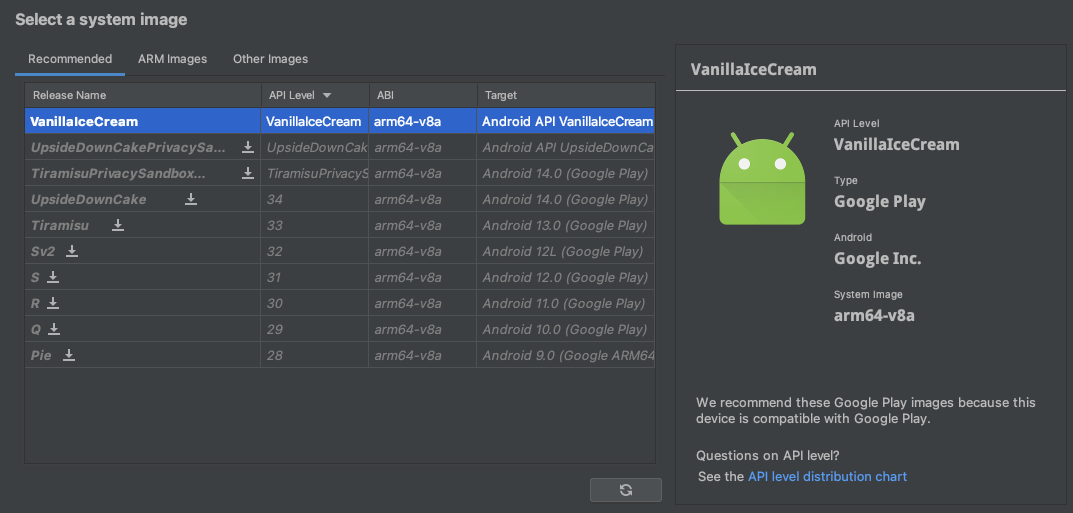 Select a system image
Recommended ARM Images Other Images
Release Name API Level ABI Target
VanillaIceCream VanillaIceCream arm64-v8a Android API VanillaIceCream
UpsideDownCakePrivacySa... UpsideDownCak arm64-v8a Android API UpsideDownCa
TiramisuPrivacySandbox... TiramisuPrivacyS arm64-v8a Android 14.0 (Google Play)
UpsideDownCake 34 arm64-v8a Android 14.0 (Google Play)
Tiramisu 33 arm64-v8a Android 13.0 (Google Play)
Sv2 32 arm64-v8a Android 12L (Google Play)
S 31 arm64-v8a Android 12.0 (Google Play)
R 30 arm64-v8a Android 11.0 (Google Play)
Q 29 arm64-v8a Android 10.0 (Google Play)
Pie 28 arm64-v8a Android 9.0 (Google ARM64
VanillaIceCream
API Level
VanillaIceCream
Type
Google Play
Android
Google Inc.
System Image
arm64-v8a
We recommend these Google Play images because this
device is compatible with Google Play.
Questions on API level?
See the API level distribution chart